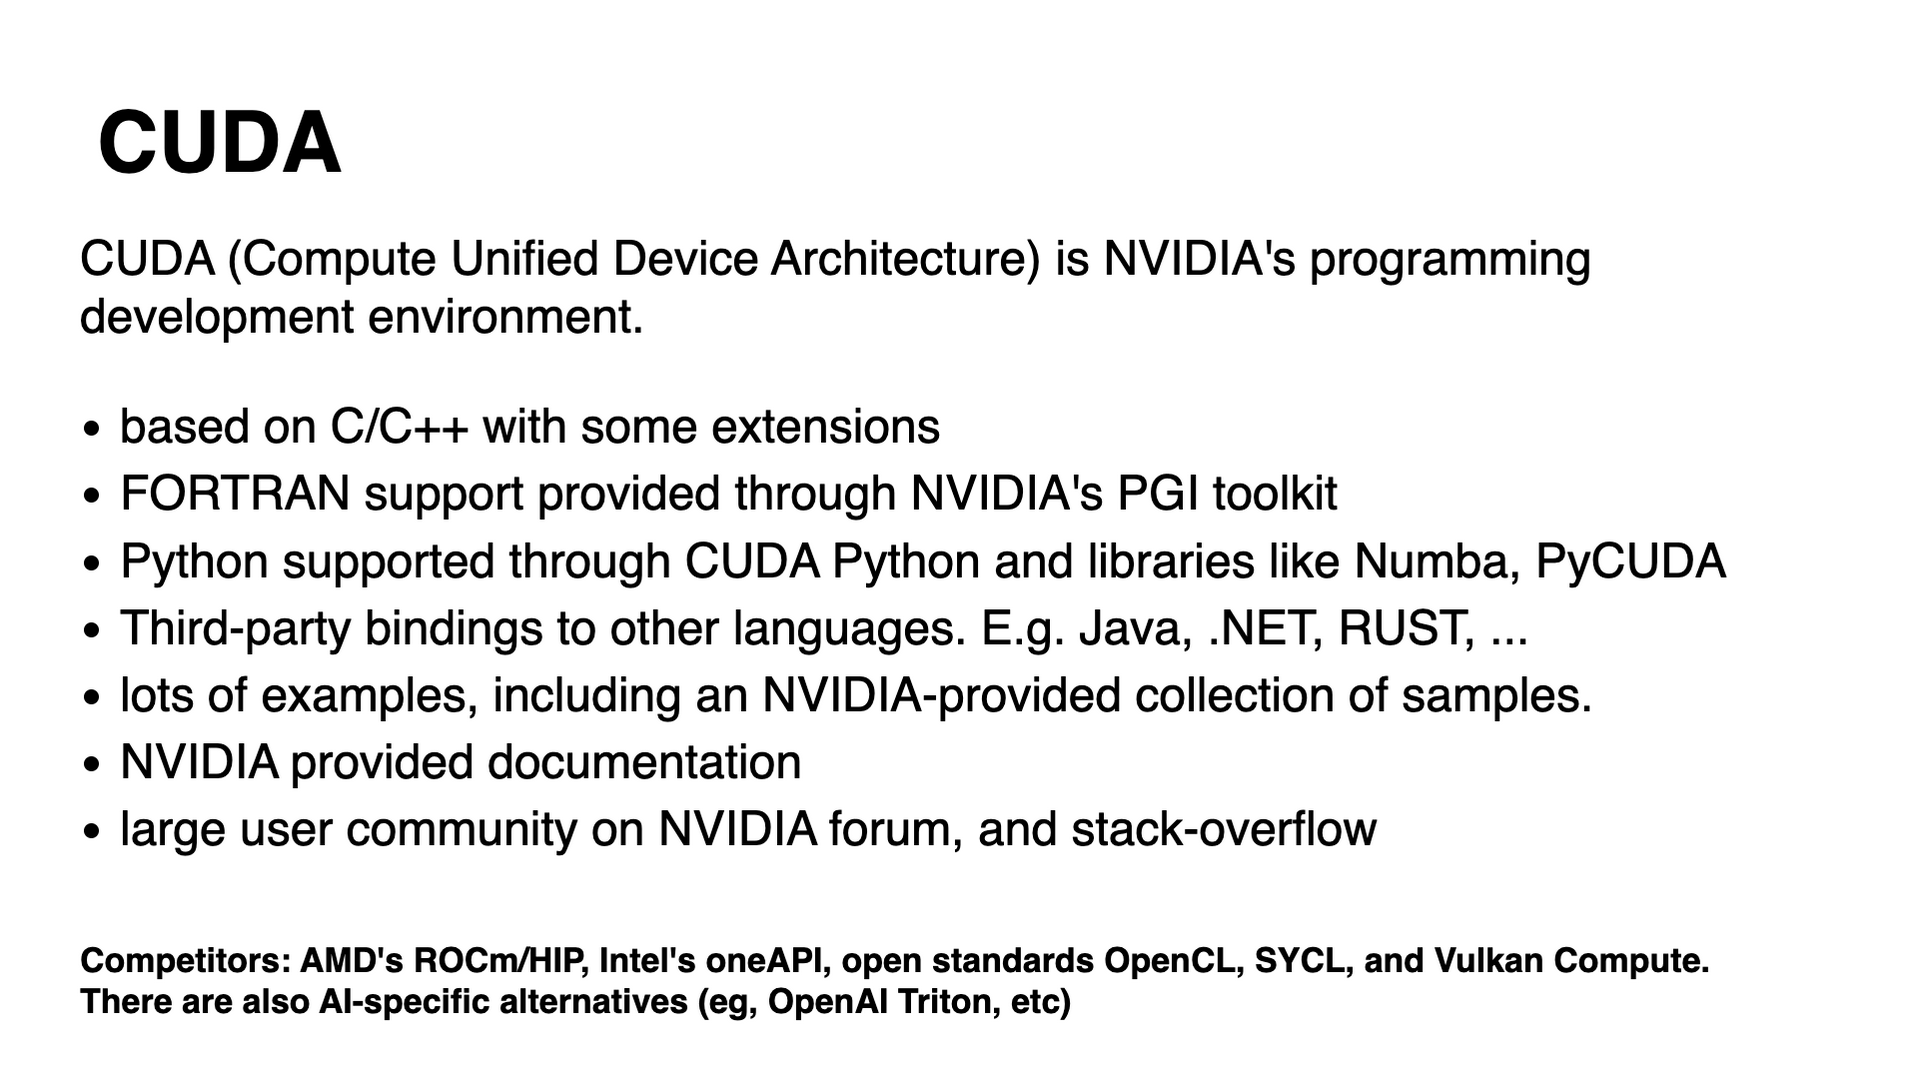 CUDA
CUDA (Compute Unified Device Architecture) is NVIDIA's programming
development environment.
• based on C/C++ with some extensions
• FORTRAN support provided through NVIDIA's PGI toolkit
• Python supported through CUDA Python and libraries like Numba, PyCUDA
• Third-party bindings to other languages. E.g. Java, .NET, RUST, ...
• lots of examples, including an NVIDIA-provided collection of samples.
• NVIDIA provided documentation
• large user community on NVIDIA forum, and stack-overflow
Competitors: AMD's ROCm/HIP, Intel's oneAPI, open standards OpenCL, SYCL, and Vulkan Compute.
There are also AI-specific alternatives (eg, OpenAI Triton, etc)